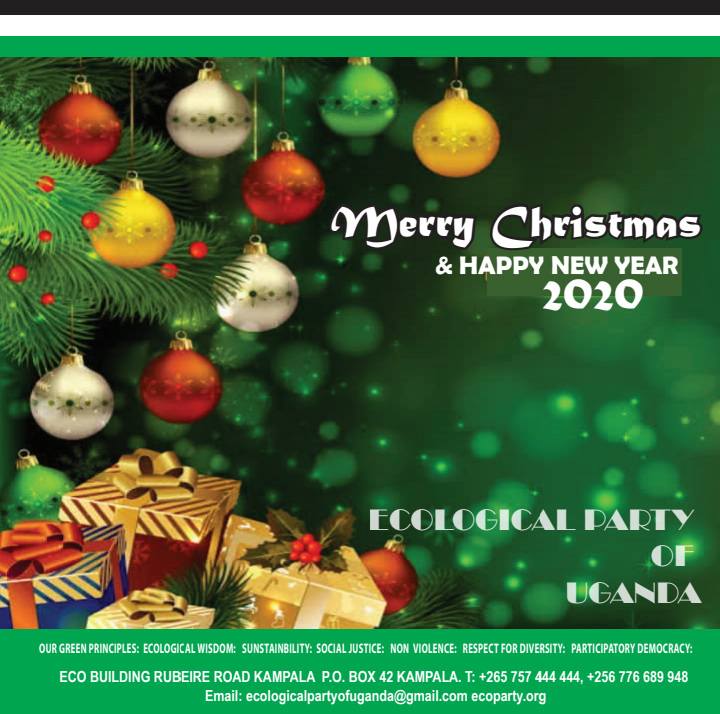 Merry Christmas
& HAPPY NEW YEAR
2020
ECOLOGICAL PARTY
OF
UGANDA
OUR GREEN PRINCIPLES: ECOLOGICAL WISDOM: SUNSTAINBILITY: SOCIAL JUSTICE: NON VIOLENCE: RESPECT FOR DIVERSITY: PARTICIPATORY DEMOCRACY:
ECO BUILDING RUBEIRE ROAD KAMPALA P.O. BOX 42 KAMPALA. T: +265 757 444 444, +256 776 689 948
Email: ecologicalpartyofuganda@gmail.com ecoparty.org